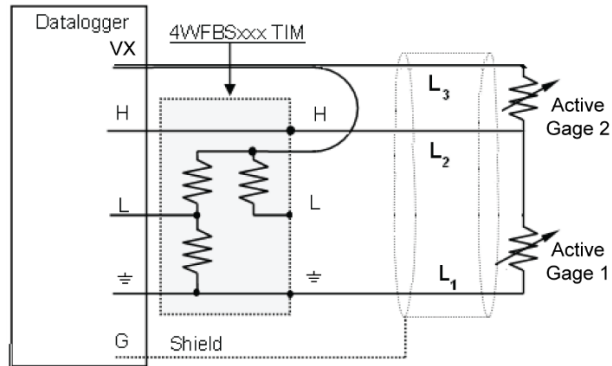 Datalogger
4WFBSxxx TIM
VX
L3
Active
Gage 2
H
H
L2
L
L
Active
Gage 1
L1
G
Shield